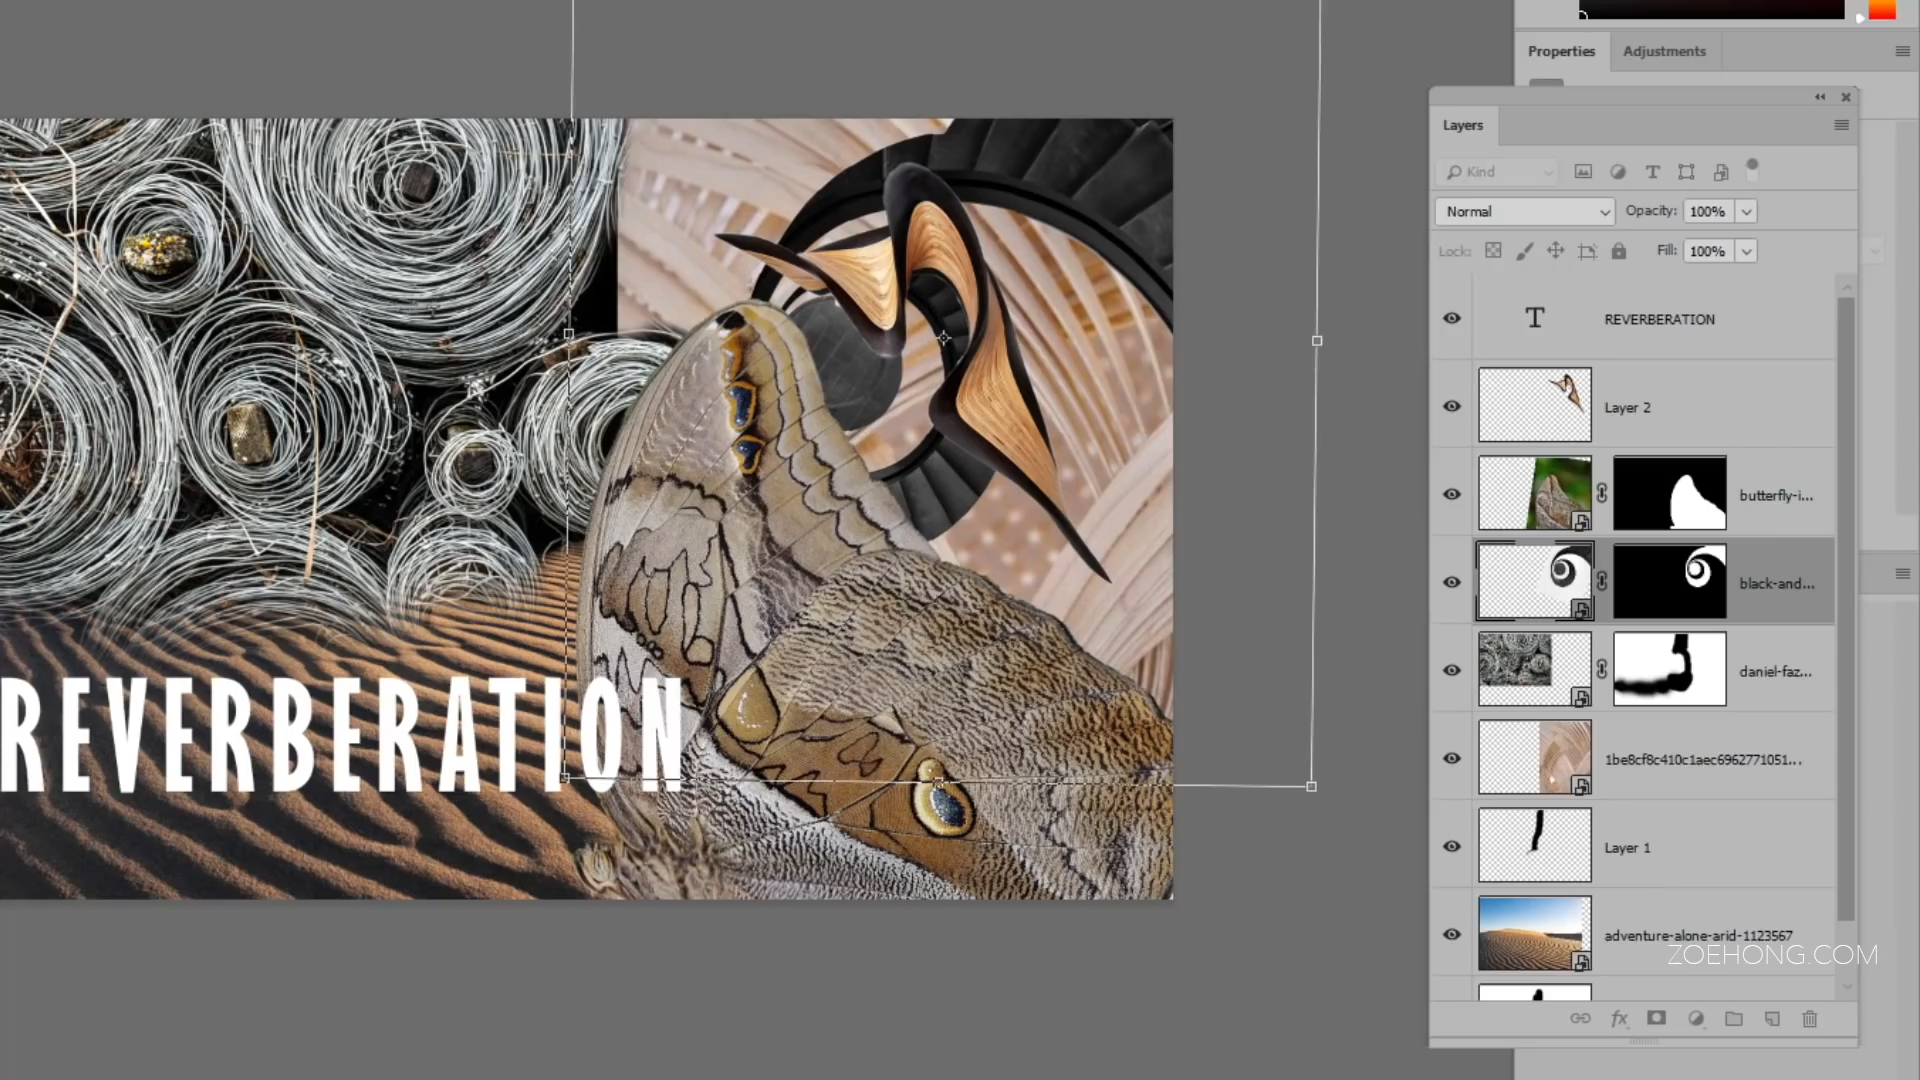 Properties
Adjustments
Layers
Kind
Normal
Opacity: 100%
Lock:
Fill: 100%
T
REVERBERATION
Layer 2
butterfly-i...
black-and...
daniel-faz...
1be8cf8c410c1aec6962771051...
Layer 1
adventure-alone-arid-1123567
fx
REVERBERATION
ZOEHONG.COM